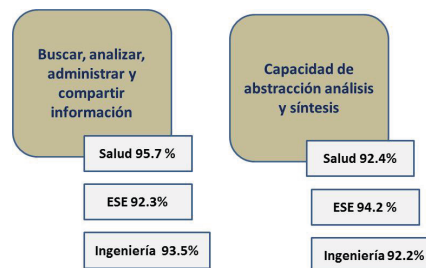 Buscar, analizar,
administrar y
compartir
información
Salud 95.7 %
ESE 92.3%
Ingeniería 93.5%
Capacidad de
abstracción análisis
y síntesis
Salud 92.4%
ESE 94.2 %
Ingeniería 92.2%